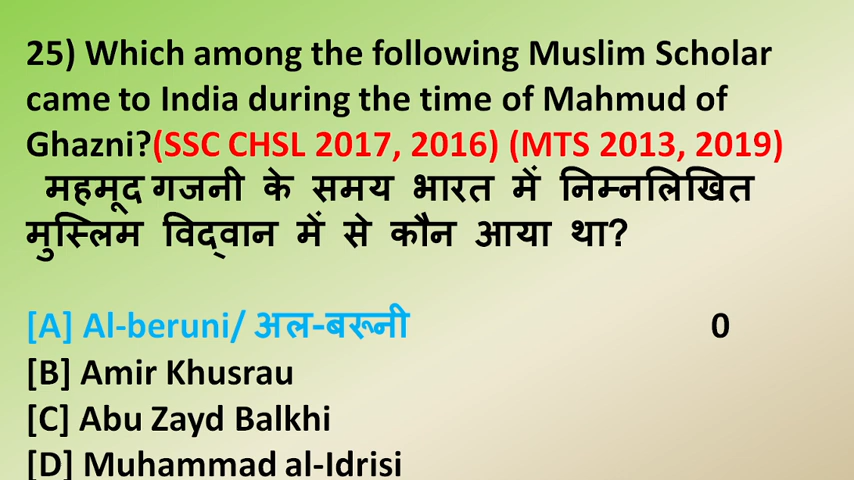 25) Which among the following Muslim Scholar
came to India during the time of Mahmud of
Ghazni?(SSC CHSL 2017, 2016) (MTS 2013, 2019)
महमूद गजनी के समय भारत में निम्नलिखित
मुस्लिम विद्वान में से कौन आया था?
[A] Al-beruni/ अल-बरूनी 0
[B] Amir Khusrau
[C] Abu Zayd Balkhi
[D] Muhammad al-Idrisi